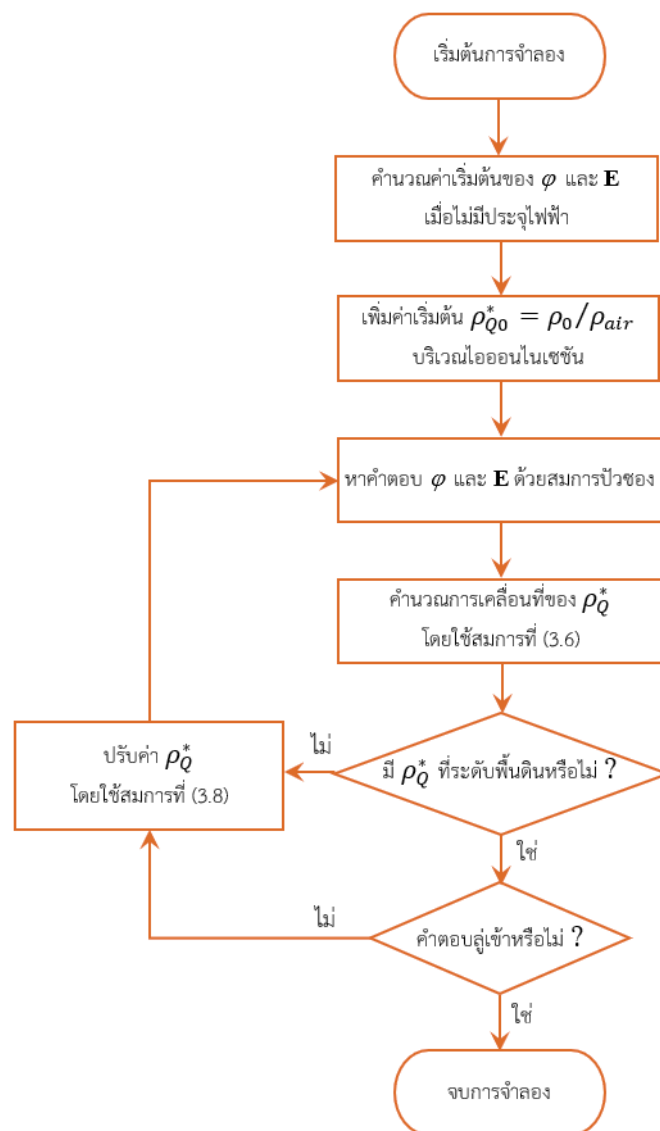 เริ่มต้นการจำลอง
คำนวณค่าเริ่มต้นของ φ และ E
เมื่อไม่มีประจุไฟฟ้า
เพิ่มค่าเริ่มต้น ρ*Q0 = ρ0/ρair
บริเวณไอออนไนเซชัน
หาคำตอบ φ และ E ด้วยสมการปัวซอง
คำนวณการเคลื่อนที่ของ ρ*Q
โดยใช้สมการที่ (3.6)
มี ρ*Q ที่ระดับพื้นดินหรือไม่ ?
ไม่
ปรับค่า ρ*Q
โดยใช้สมการที่ (3.8)
ใช่
คำตอบลู่เข้าหรือไม่ ?
ไม่
ใช่
จบการจำลอง